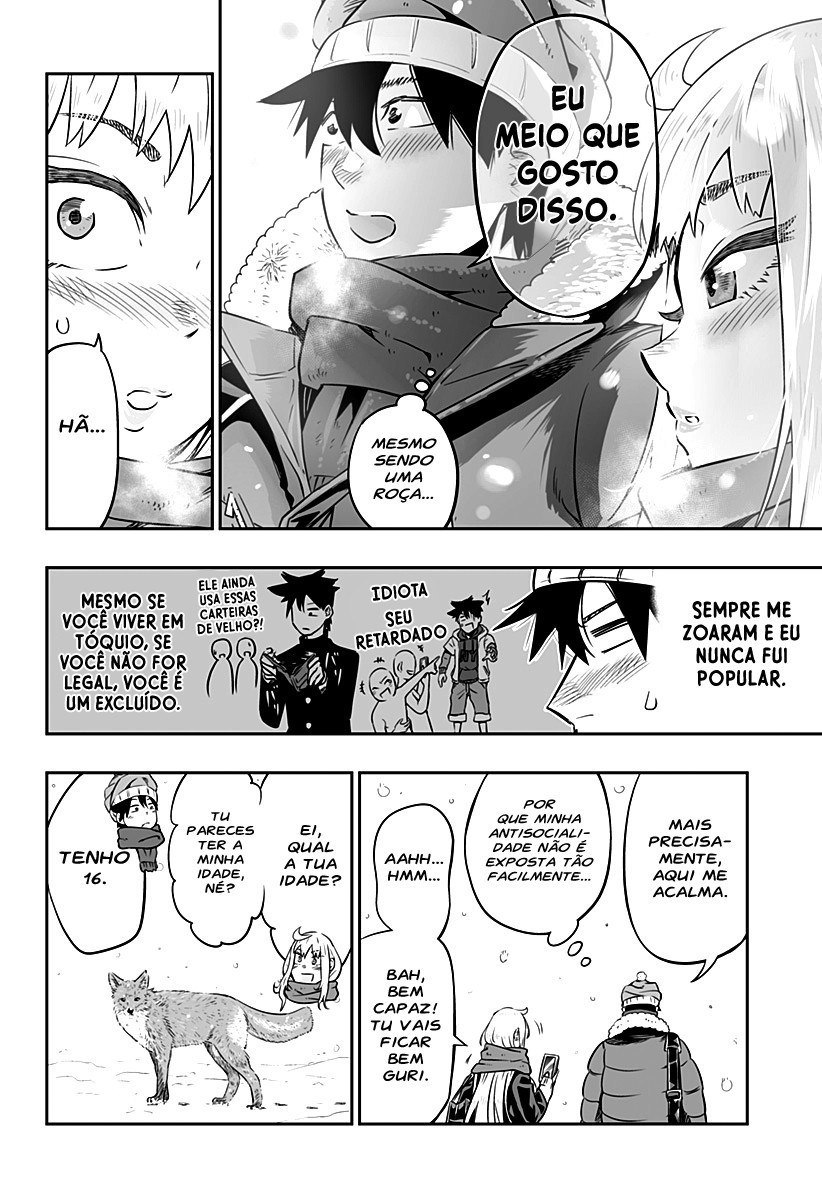 EU
MEIO QUE
GOSTO
DISSO.
MESMO
SENDO
UMA
ROÇA...
HÃ...
SEMPRE ME
ZOARAM E EU
NUNCA FUI
POPULAR.
IDIOTA
SEU
RETARDADO
ELE AINDA
USA ESSAS
CARTEIRAS
DE VELHO?!
MESMO SE
VOCÊ VIVER EM
TÓQUIO, SE
VOCÊ NÃO FOR
LEGAL, VOCÊ É
UM EXCLUÍDO.
MAIS
PRECISA-
MENTE,
AQUI ME
ACALMA.
POR
QUE MINHA
ANTISOCIALI-
DADE NÃO É
EXPOSTA TÃO
FACILMENTE...
AAHH...
HMM...
BAH,
BEM
CAPAZ!
TU VAIS
FICAR
BEM
GURI.
EI,
QUAL
A TUA
IDADE?
TU
PARECES
TER A
MINHA
IDADE,
NÉ?
TENHO
16.